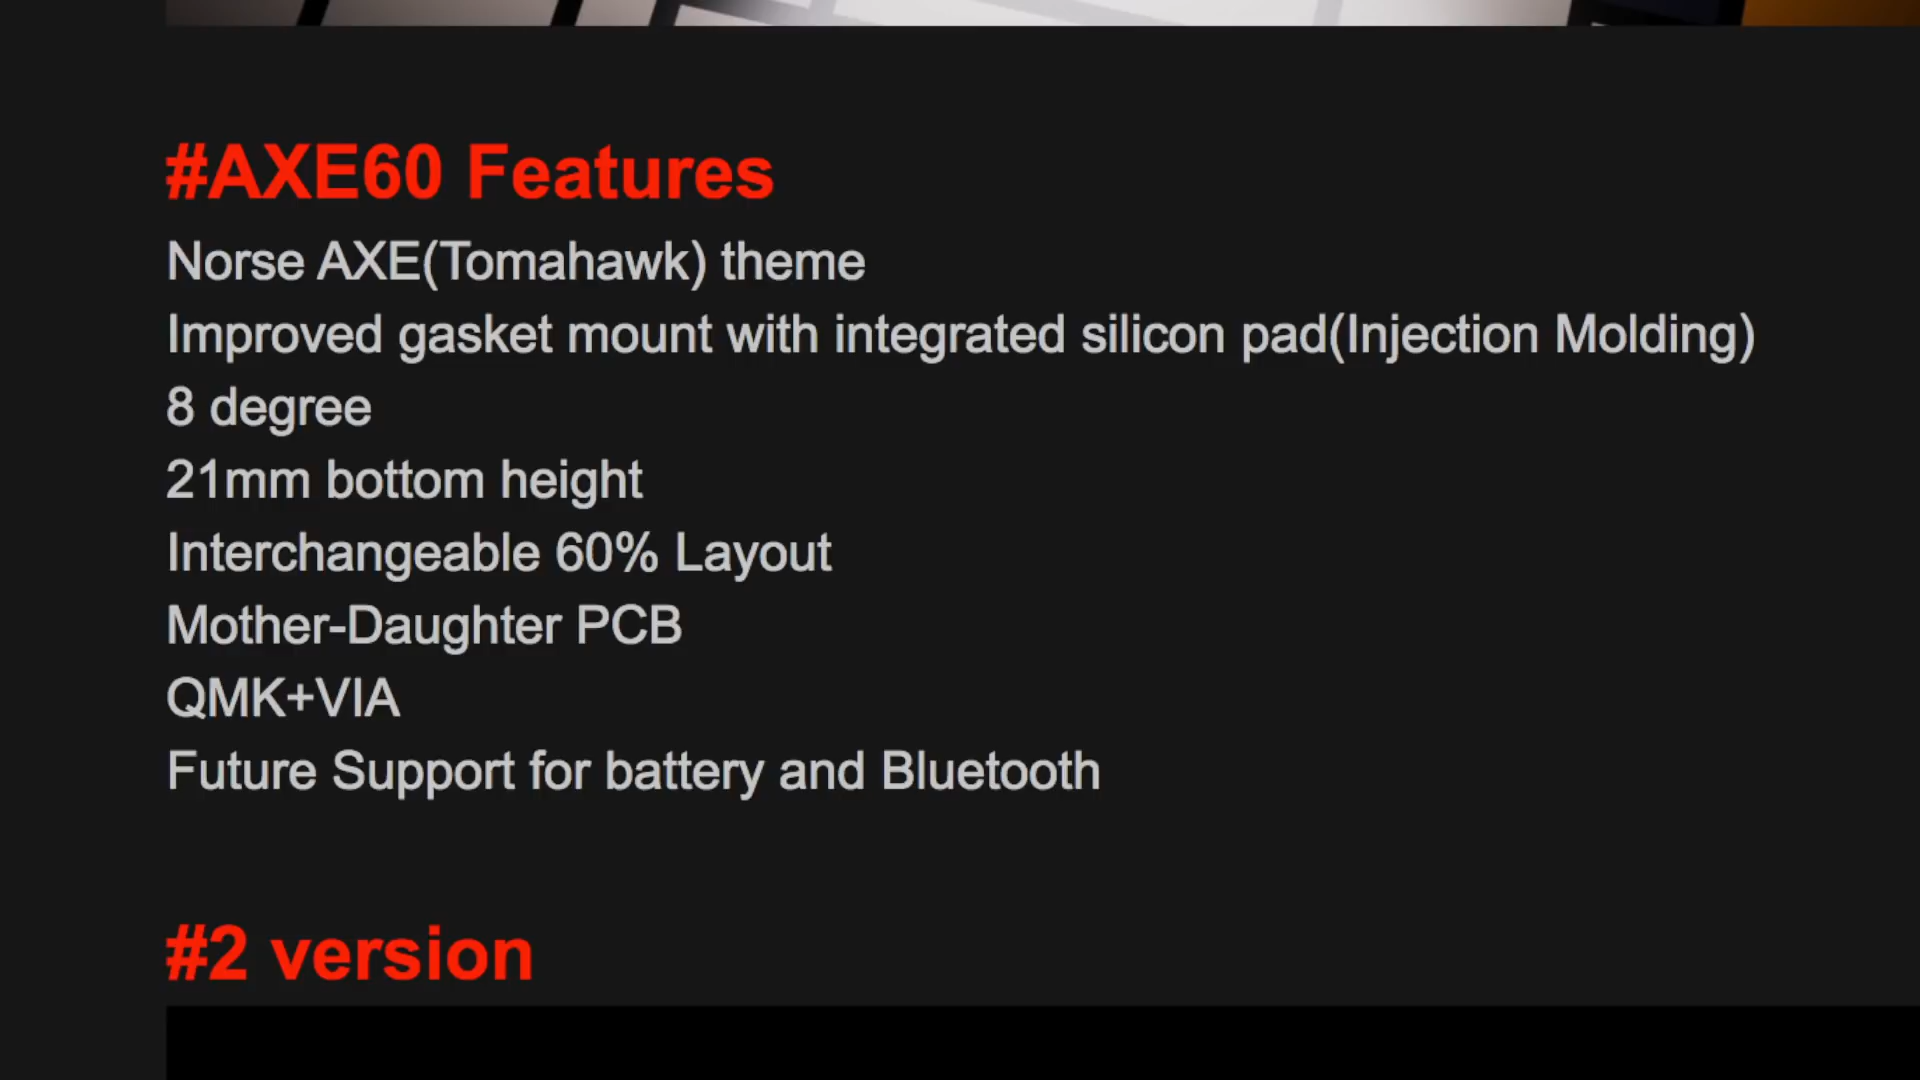 #AXE60 Features
Norse AXE(Tomahawk) theme
Improved gasket mount with integrated silicon pad(Injection Molding)
8 degree
21mm bottom height
Interchangeable 60% Layout
Mother-Daughter PCB
QMK+VIA
Future Support for battery and Bluetooth
#2 version